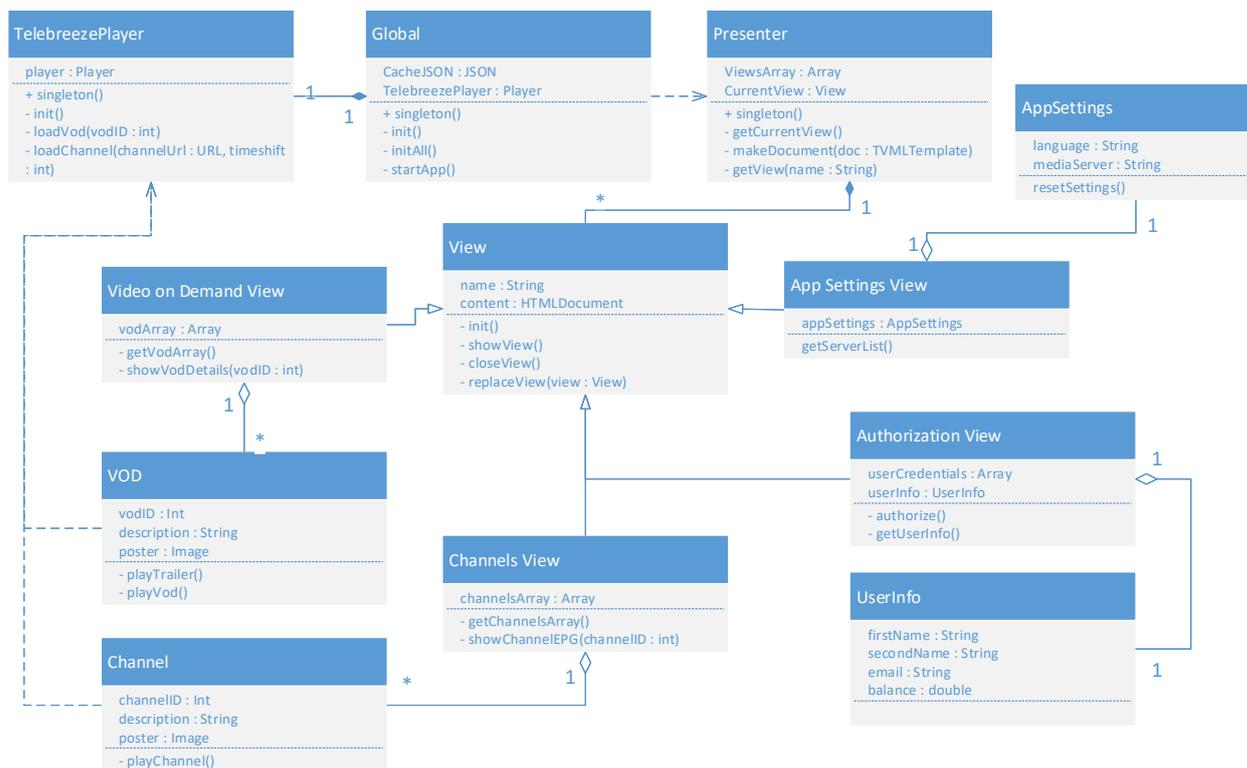 TelebreezePlayer
player : Player
+ singleton()
- init()
- loadVod(vodID : int)
- loadChannel(channelUrl : URL, timeshift
: int)
1
1
Global
CacheJSON : JSON
TelebreezePlayer : Player
+ singleton()
- init()
- initAll()
- startApp()
Presenter
ViewsArray : Array
CurrentView : View
+ singleton()
- getCurrentView()
- makeDocument(doc : TVMLTemplate)
- getView(name : String)
AppSettings
language : String
mediaServer : String
resetSettings()
*
1
1
1
View
name : String
content : HTMLDocument
- init()
- showView()
- closeView()
- replaceView(view : View)
App Settings View
appSettings : AppSettings
getServerList()
Video on Demand View
vodArray : Array
- getVodArray()
- showVodDetails(vodID : int)
1
*
VOD
vodID : Int
description : String
poster : Image
- playTrailer()
- playVod()
Authorization View
userCredentials : Array
userInfo : UserInfo
- authorize()
- getUserInfo()
1
Channels View
channelsArray : Array
- getChannelsArray()
- showChannelEPG(channelID : int)
UserInfo
firstName : String
secondName : String
email : String
balance : double
1
Channel
channelID : Int
description : String
poster : Image
- playChannel()
*
1